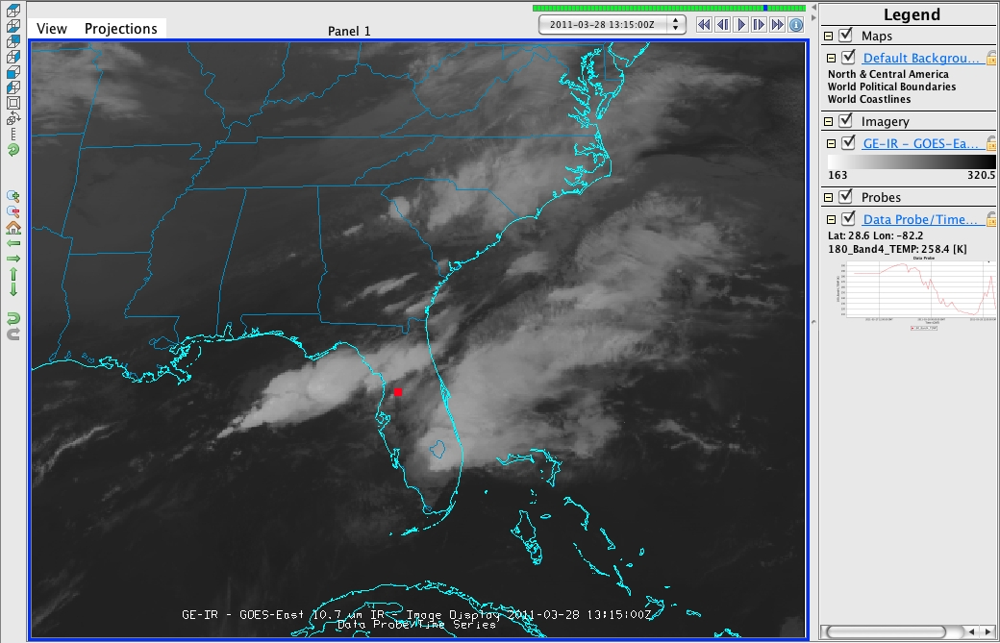 View Projections
Panel 1
2011-03-28 13:15:00Z
Legend
Maps
Default Backgrou...
North & Central America
World Political Boundaries
World Coastlines
Imagery
GE-IR – GOES-Ea...
163 320.5
Probes
Data Probe/Time...
Lat: 28.6 Lon: -82.2
180_Band4_TEMP: 258.4 [K]
Data Probe
GE-IR - GOES-East 10.7 um IR - Image Display 2011-03-28 13:15:00Z
Data Probe/Time Series